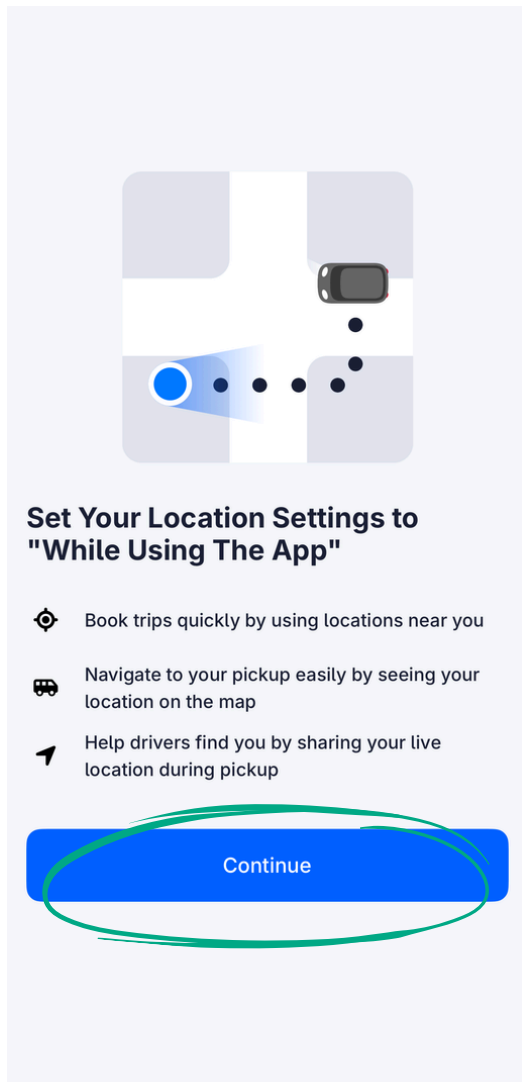 Set Your Location Settings to
"While Using The App"
Book trips quickly by using locations near you
Navigate to your pickup easily by seeing your
location on the map
Help drivers find you by sharing your live
location during pickup
Continue